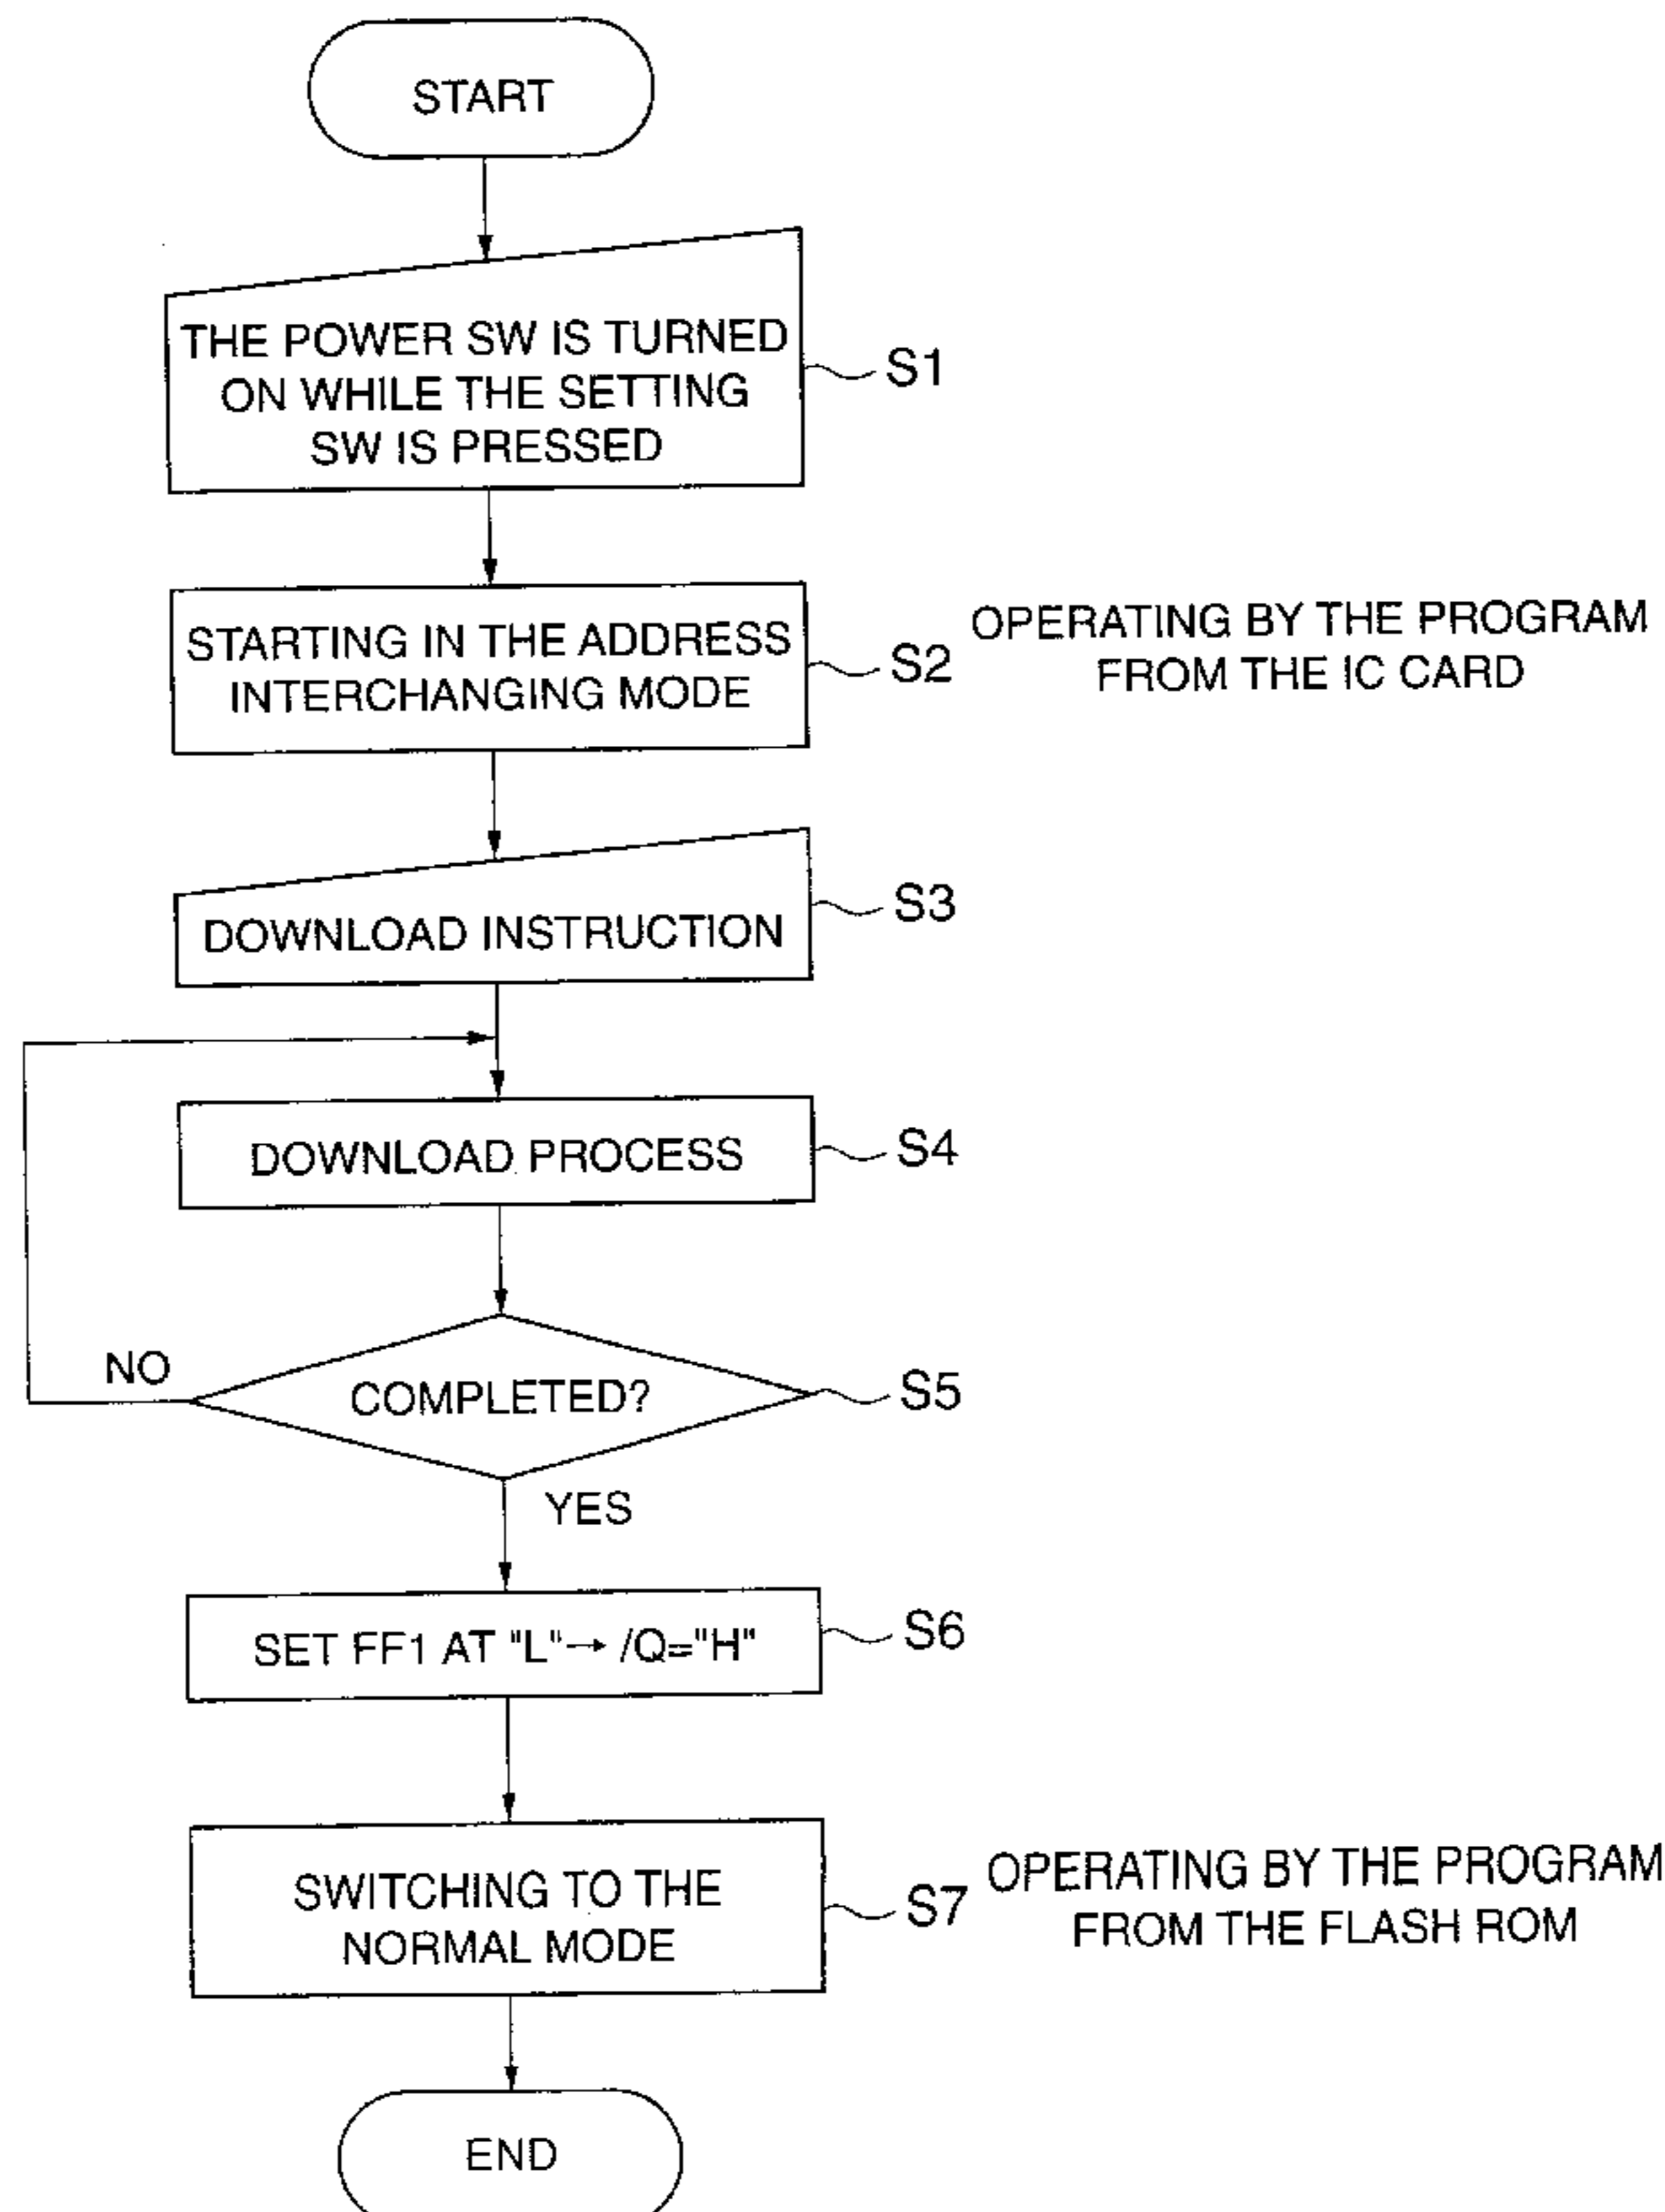 START
THE POWER SW IS TURNED
ON WHILE THE SETTING
SW IS PRESSED
S1
STARTING IN THE ADDRESS
INTERCHANGING MODE
S2
OPERATING BY THE PROGRAM
FROM THE IC CARD
DOWNLOAD INSTRUCTION
S3
DOWNLOAD PROCESS
S4
NO
COMPLETED?
S5
YES
SET FF1 AT "L"→ /Q="H"
S6
SWITCHING TO THE
NORMAL MODE
S7
OPERATING BY THE PROGRAM
FROM THE FLASH ROM
END